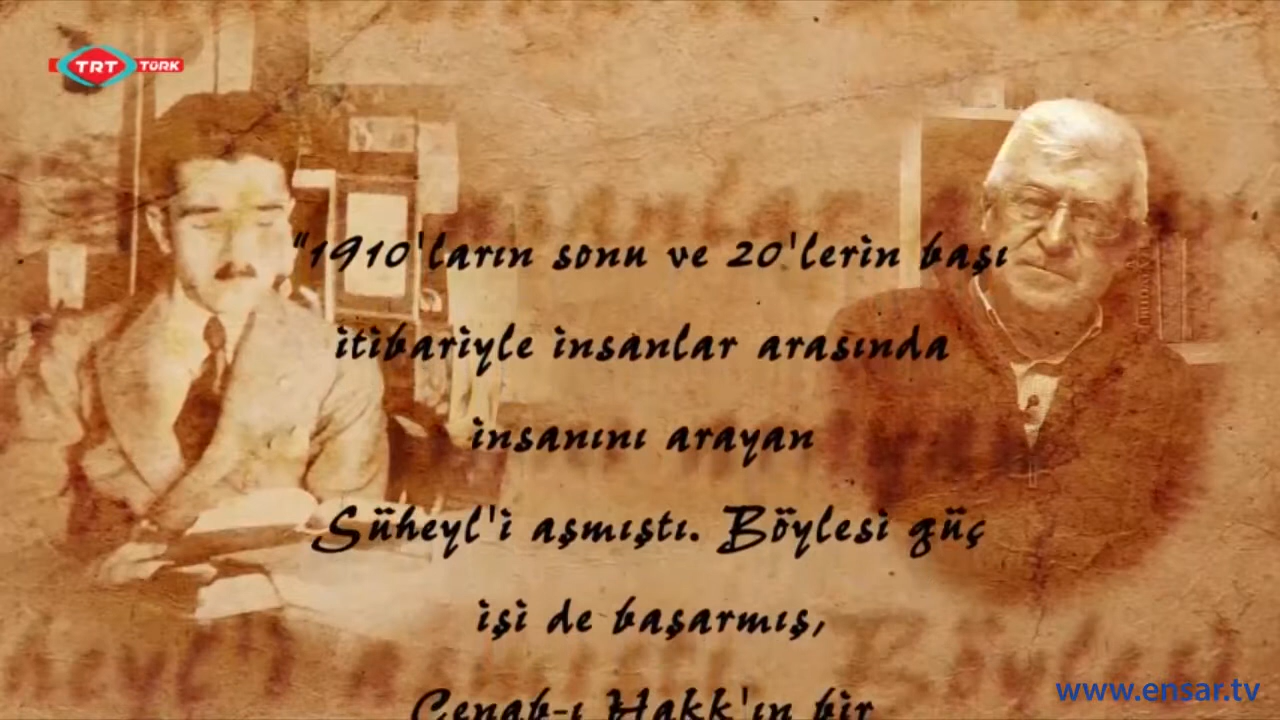 TRT TÜRK
"1910'ların sonu ve 20'lerin başı
itibariyle insanlar arasında
insanını arayan
Süheyl'i aşmıştı. Böylesi güç
işi de başarmış,
Cenab-ı Hakk'ın bir
www.ensar.tv